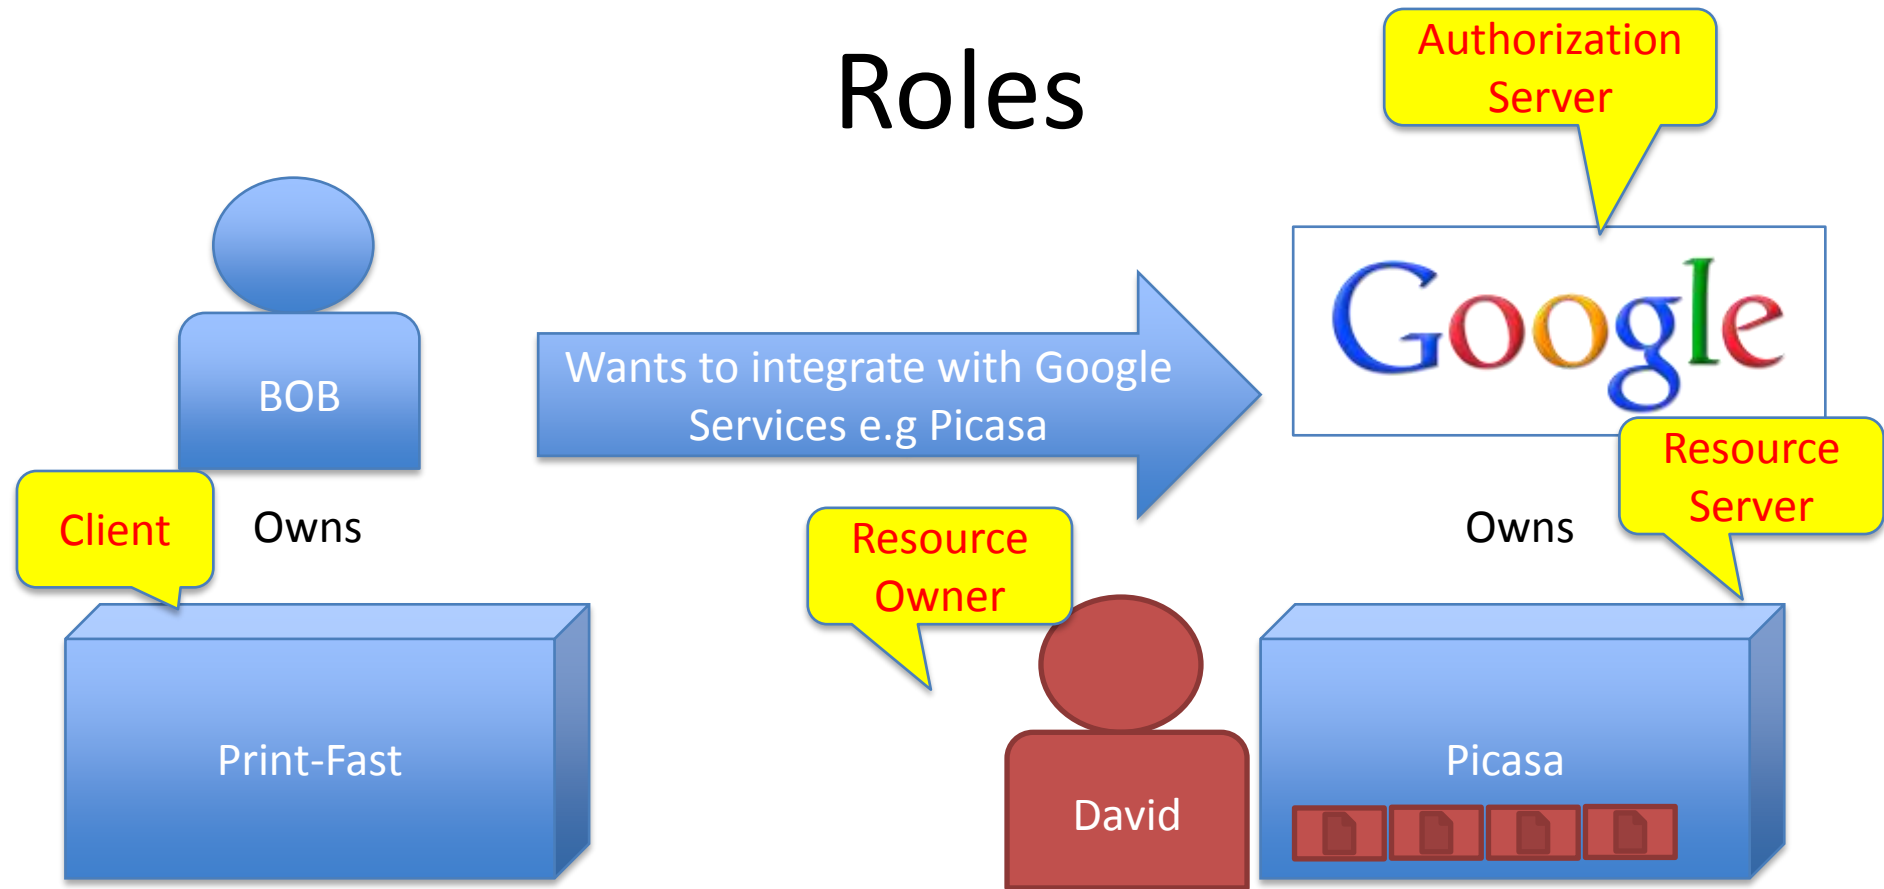 Roles
Authorization
Server
Google
BOB
Wants to integrate with Google
Services e.g Picasa
Client
Owns
Resource
Owner
Owns
Resource
Server
Print-Fast
David
Picasa